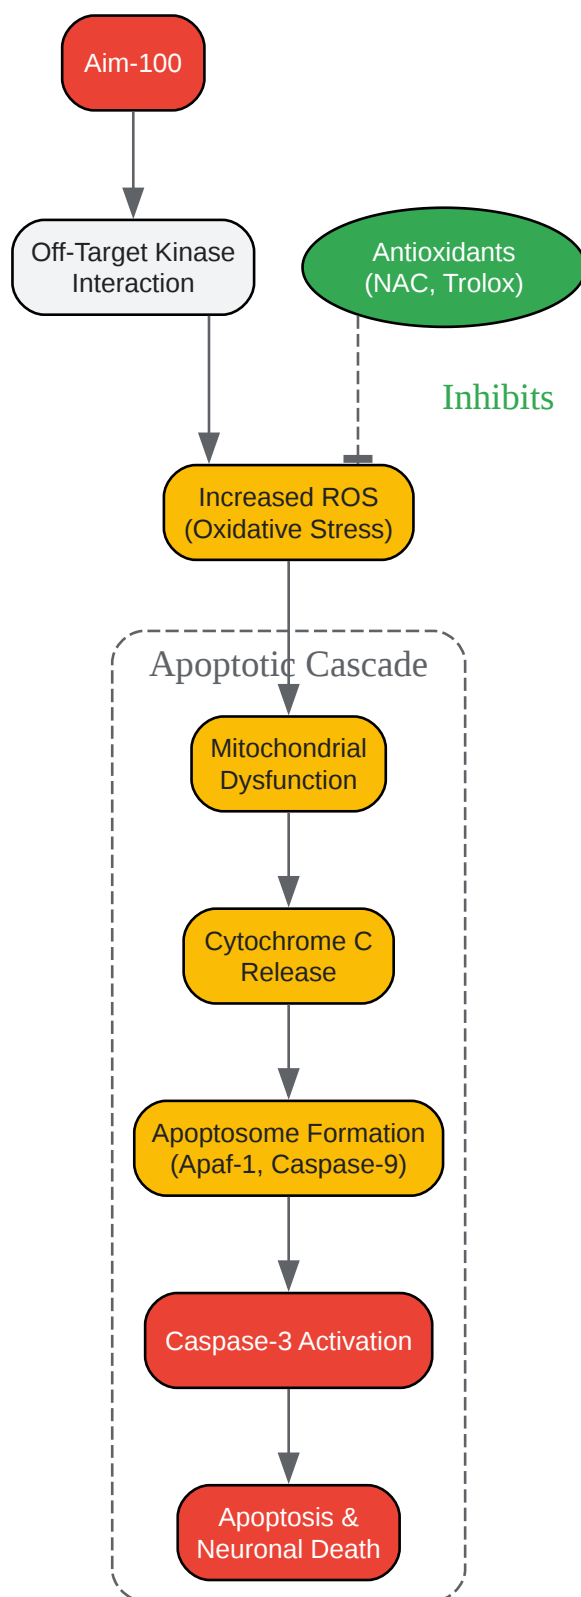 Aim-100
Off-Target Kinase
Interaction
Antioxidants
(NAC, Trolox)
Inhibits
Increased ROS
(Oxidative Stress)
Apoptotic Cascade
Mitochondrial
Dysfunction
Cytochrome C
Release
Apoptosome Formation
(Apaf-1, Caspase-9)
Caspase-3 Activation
Apoptosis &
Neuronal Death